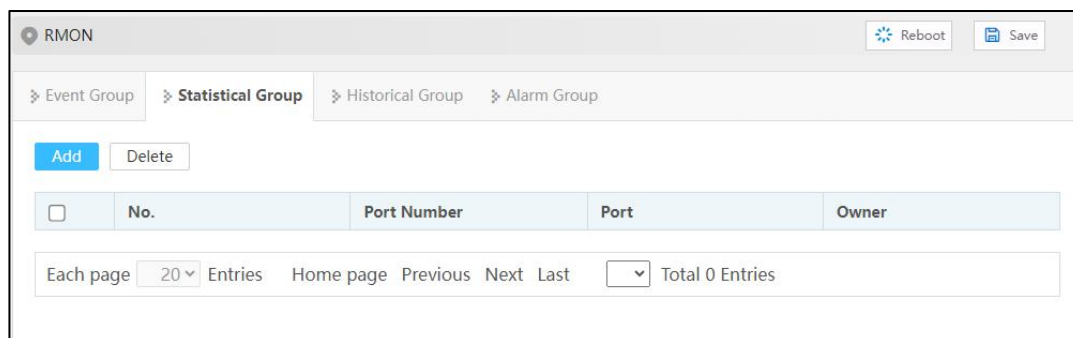 RMON Reboot Save
Event Group Statistical Group Historical Group Alarm Group
Add Delete
No. Port Number Port Owner
Each page 20 Entries Home page Previous Next Last Total 0 Entries